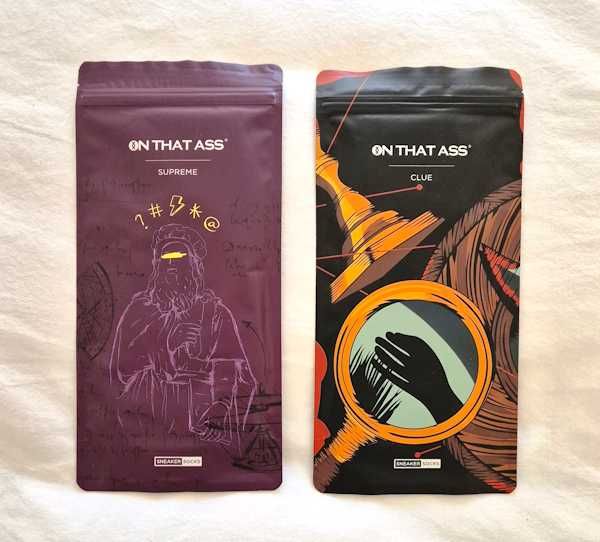 ON THAT ASS®
SUPREME
? # * @
SNEAKER SOCKS
ON THAT ASS®
CLUE
SNEAKER SOCKS